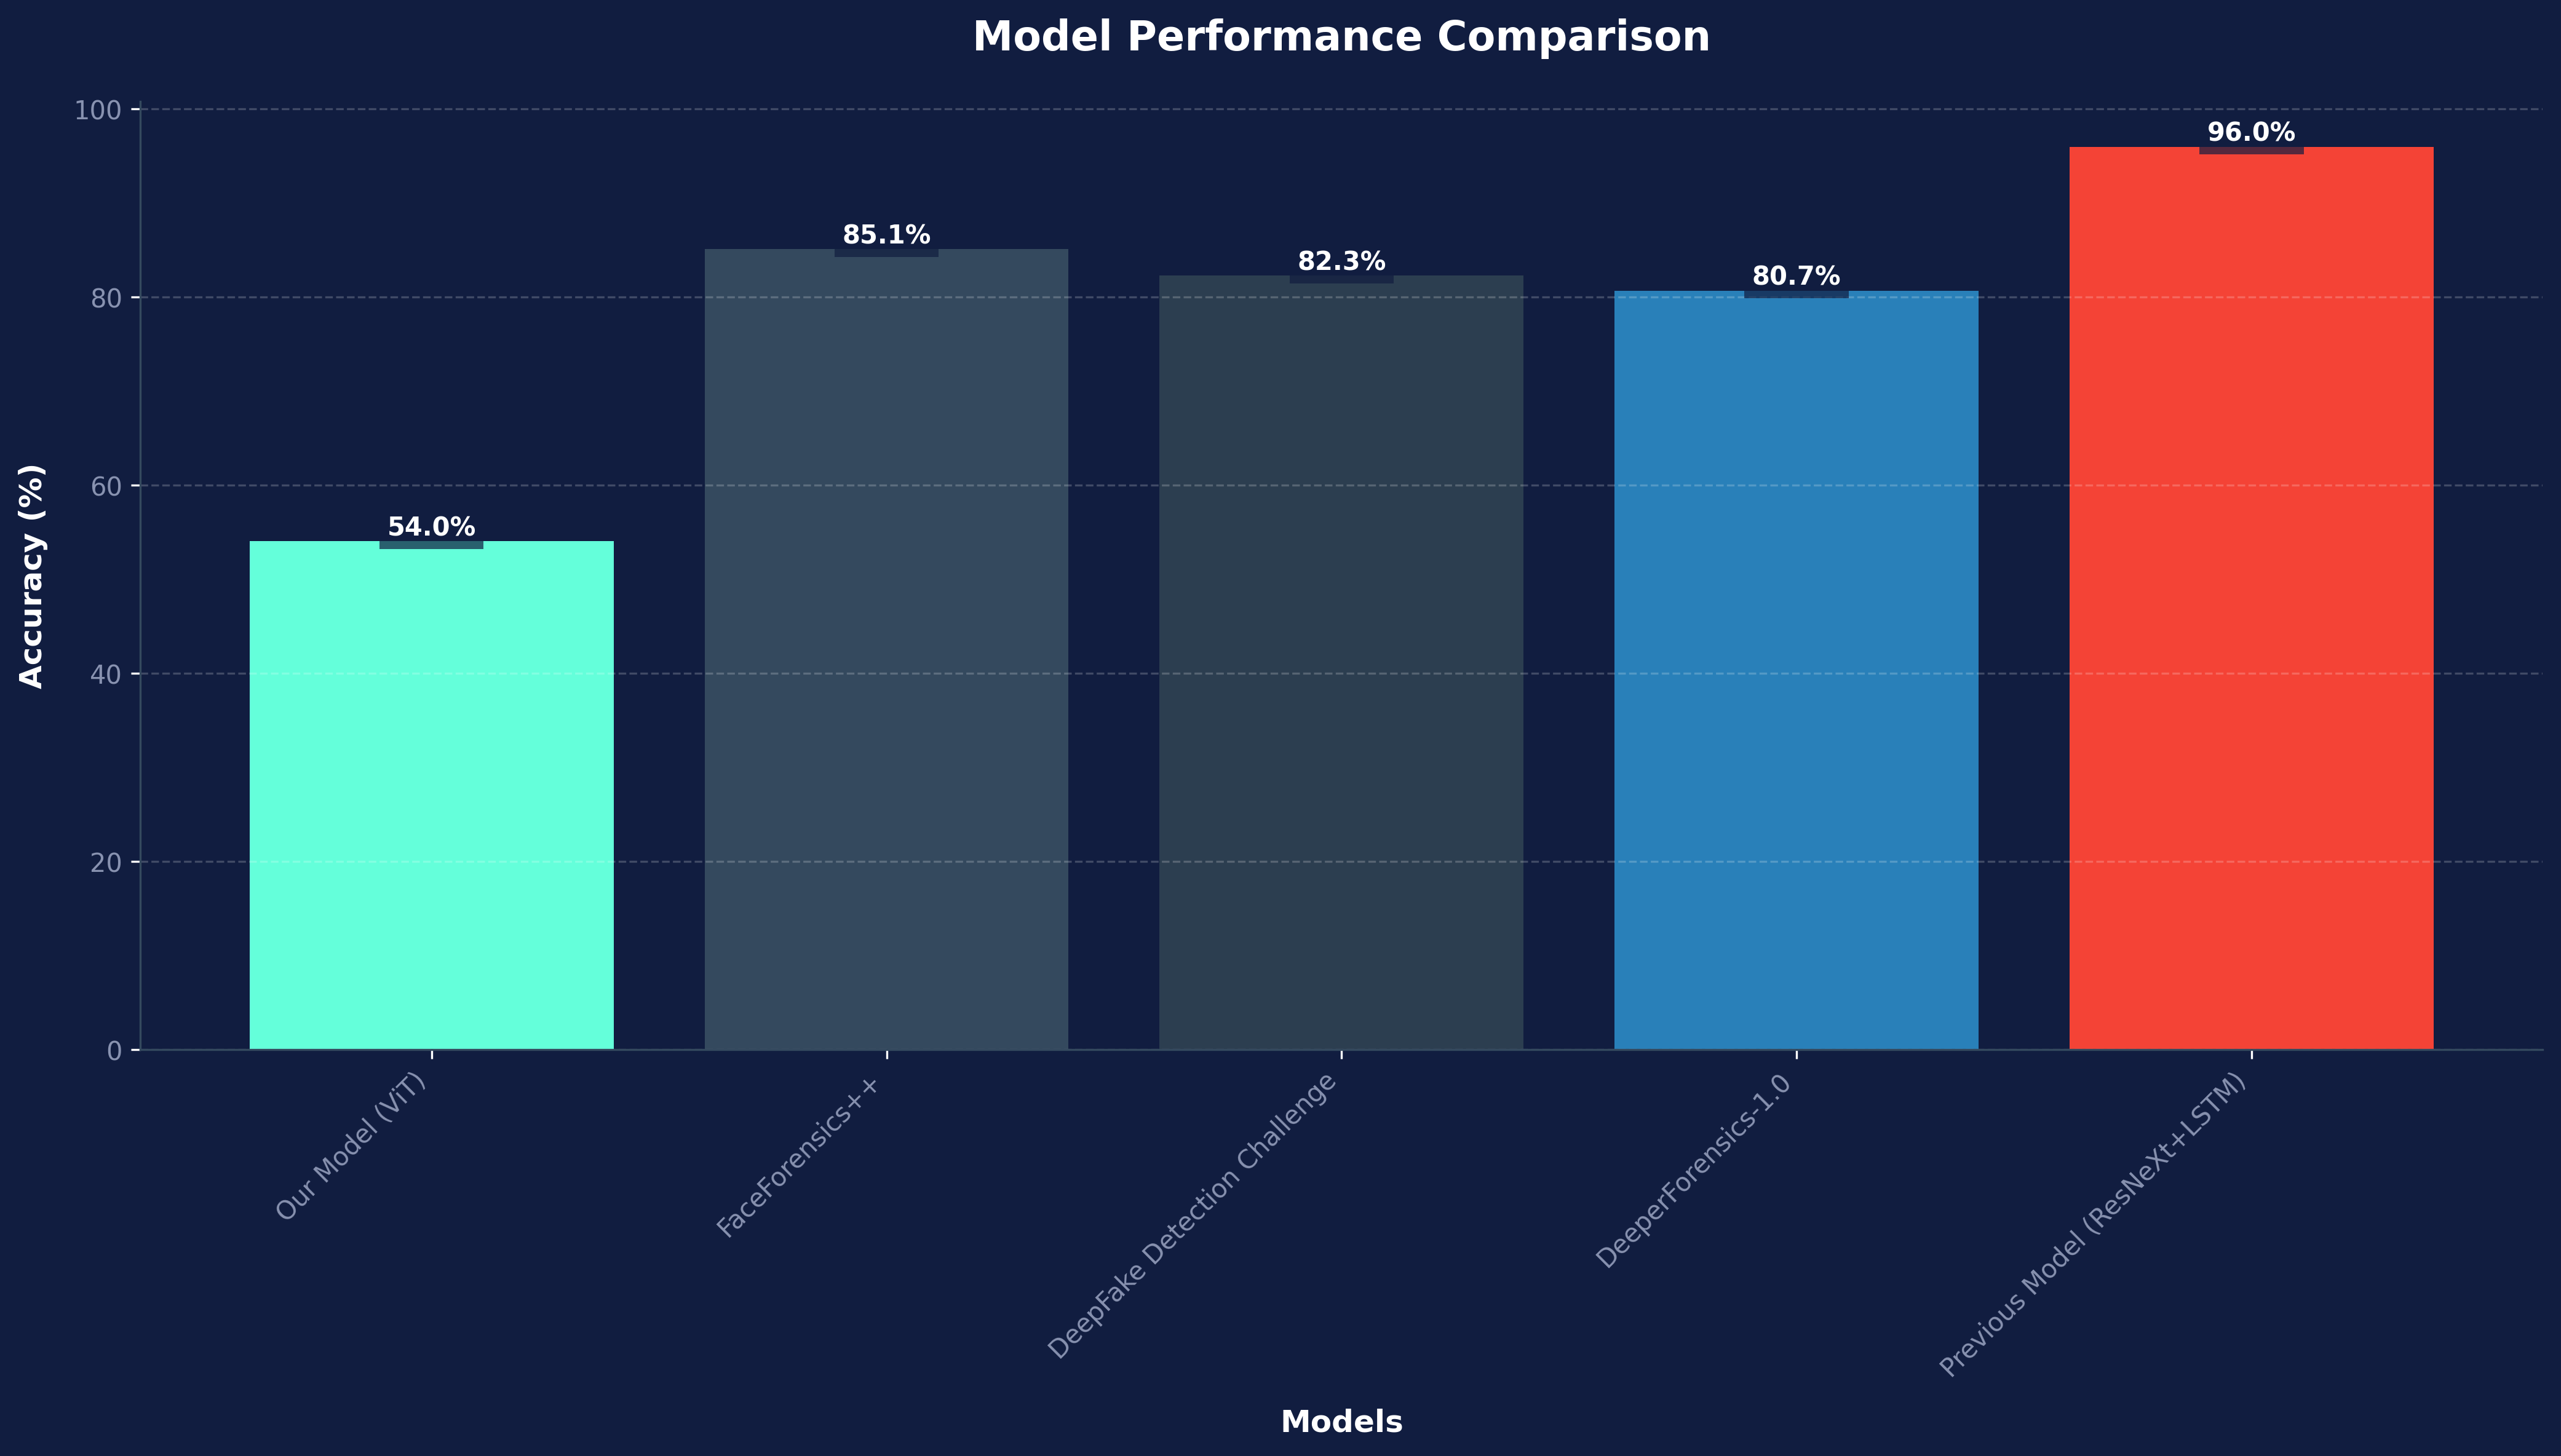 Model Performance Comparison
Accuracy (%)
100
80
60
40
20
0
54.0%
85.1%
82.3%
80.7%
96.0%
Our Model (ViT)
FaceForensics++
DeepFake Detection Challenge
DeeperForensics-1.0
Previous Model (ResNeXt+LSTM)
Models